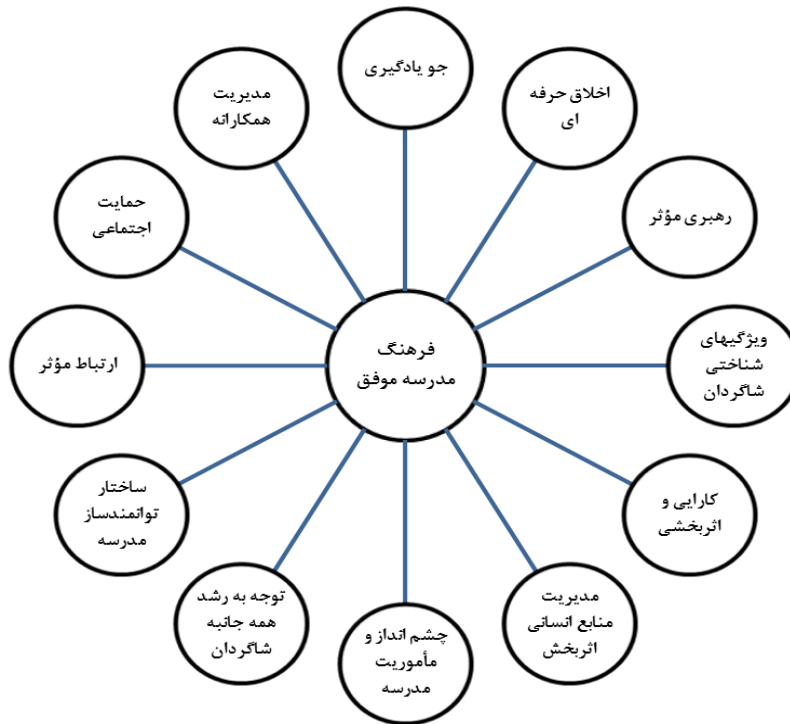 جو یادگیری
اخلاق حرفه
ای
رهبری مؤثر
ویژگیهای
شناختی
شاگردان
کارایی و
اثربخشی
مدیریت
منابع انسانی
اثربخش
چشم انداز و
مأموریت
مدرسه
توجه به رشد
همه جانبه
شاگردان
ساختار
توانمندساز
مدرسه
ارتباط مؤثر
حمایت
اجتماعی
مدیریت
همکارانه
فرهنگ
مدرسه موفق